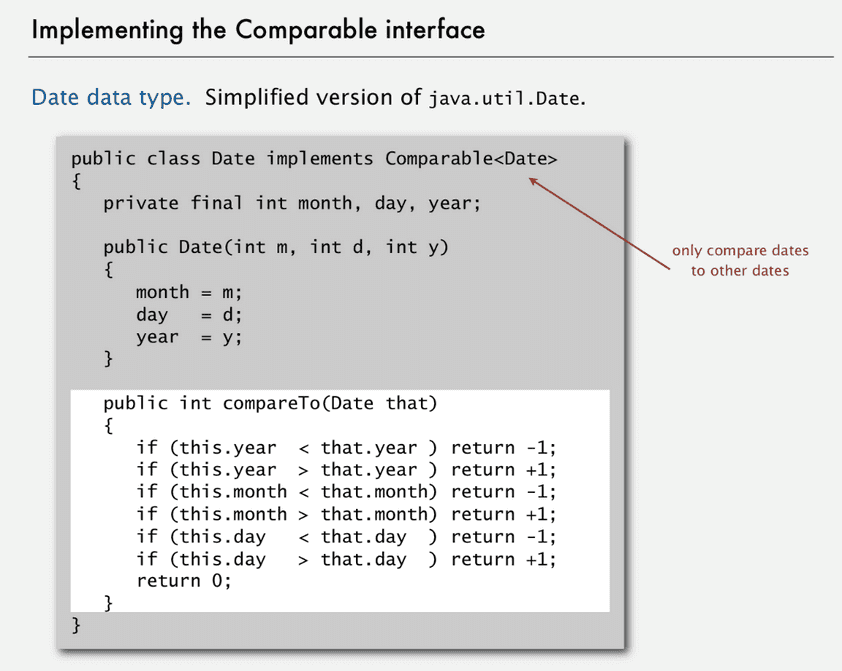 Implementing the Comparable interface
Date data type. Simplified version of java.util.Date.
public class Date implements Comparable<Date>
{
   private final int month, day, year;

   public Date(int m, int d, int y)
   {
      month = m;
      day   = d;
      year  = y;
   }

   public int compareTo(Date that)
   {
      if (this.year  < that.year ) return -1;
      if (this.year  > that.year ) return +1;
      if (this.month < that.month) return -1;
      if (this.month > that.month) return +1;
      if (this.day   < that.day  ) return -1;
      if (this.day   > that.day  ) return +1;
      return 0;
   }
}
only compare dates
to other dates